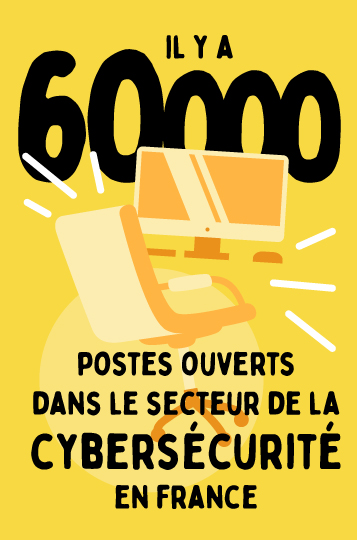 IL Y A
60000
POSTES OUVERTS
DANS LE SECTEUR DE LA
CYBERSÉCURITÉ
EN FRANCE